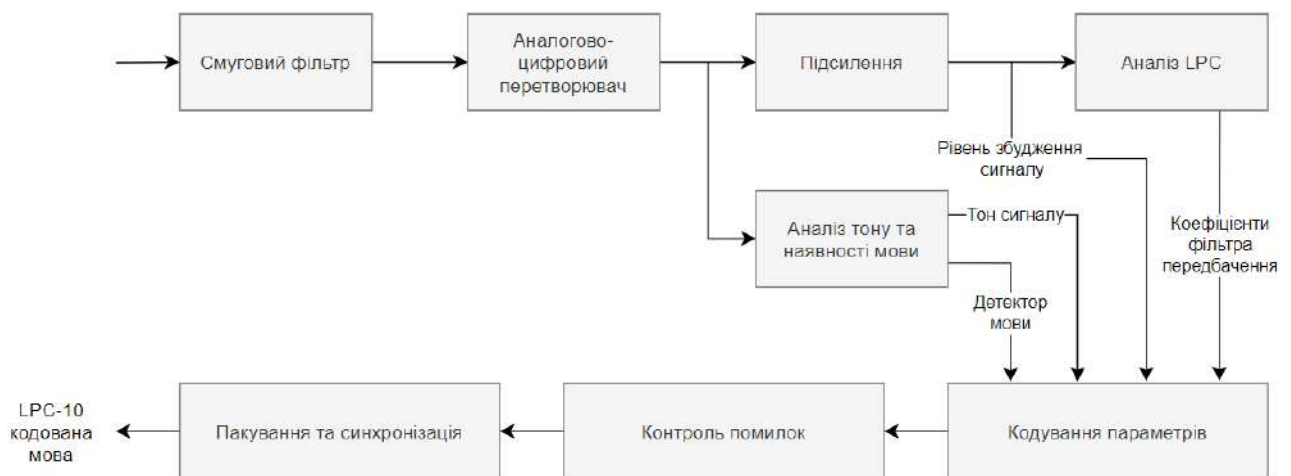 Смуговий фільтр
Аналогово-
цифровий
перетворювач
Підсилення
Аналіз LPC
Рівень збудження
сигналу
Аналіз тону та
наявності мови
Тон сигналу
Коефіцієнти
фільтра
передбачення
Детектор
мови
LPC-10
кодована
мова
Пакування та синхронізація
Контроль помилок
Кодування параметрів